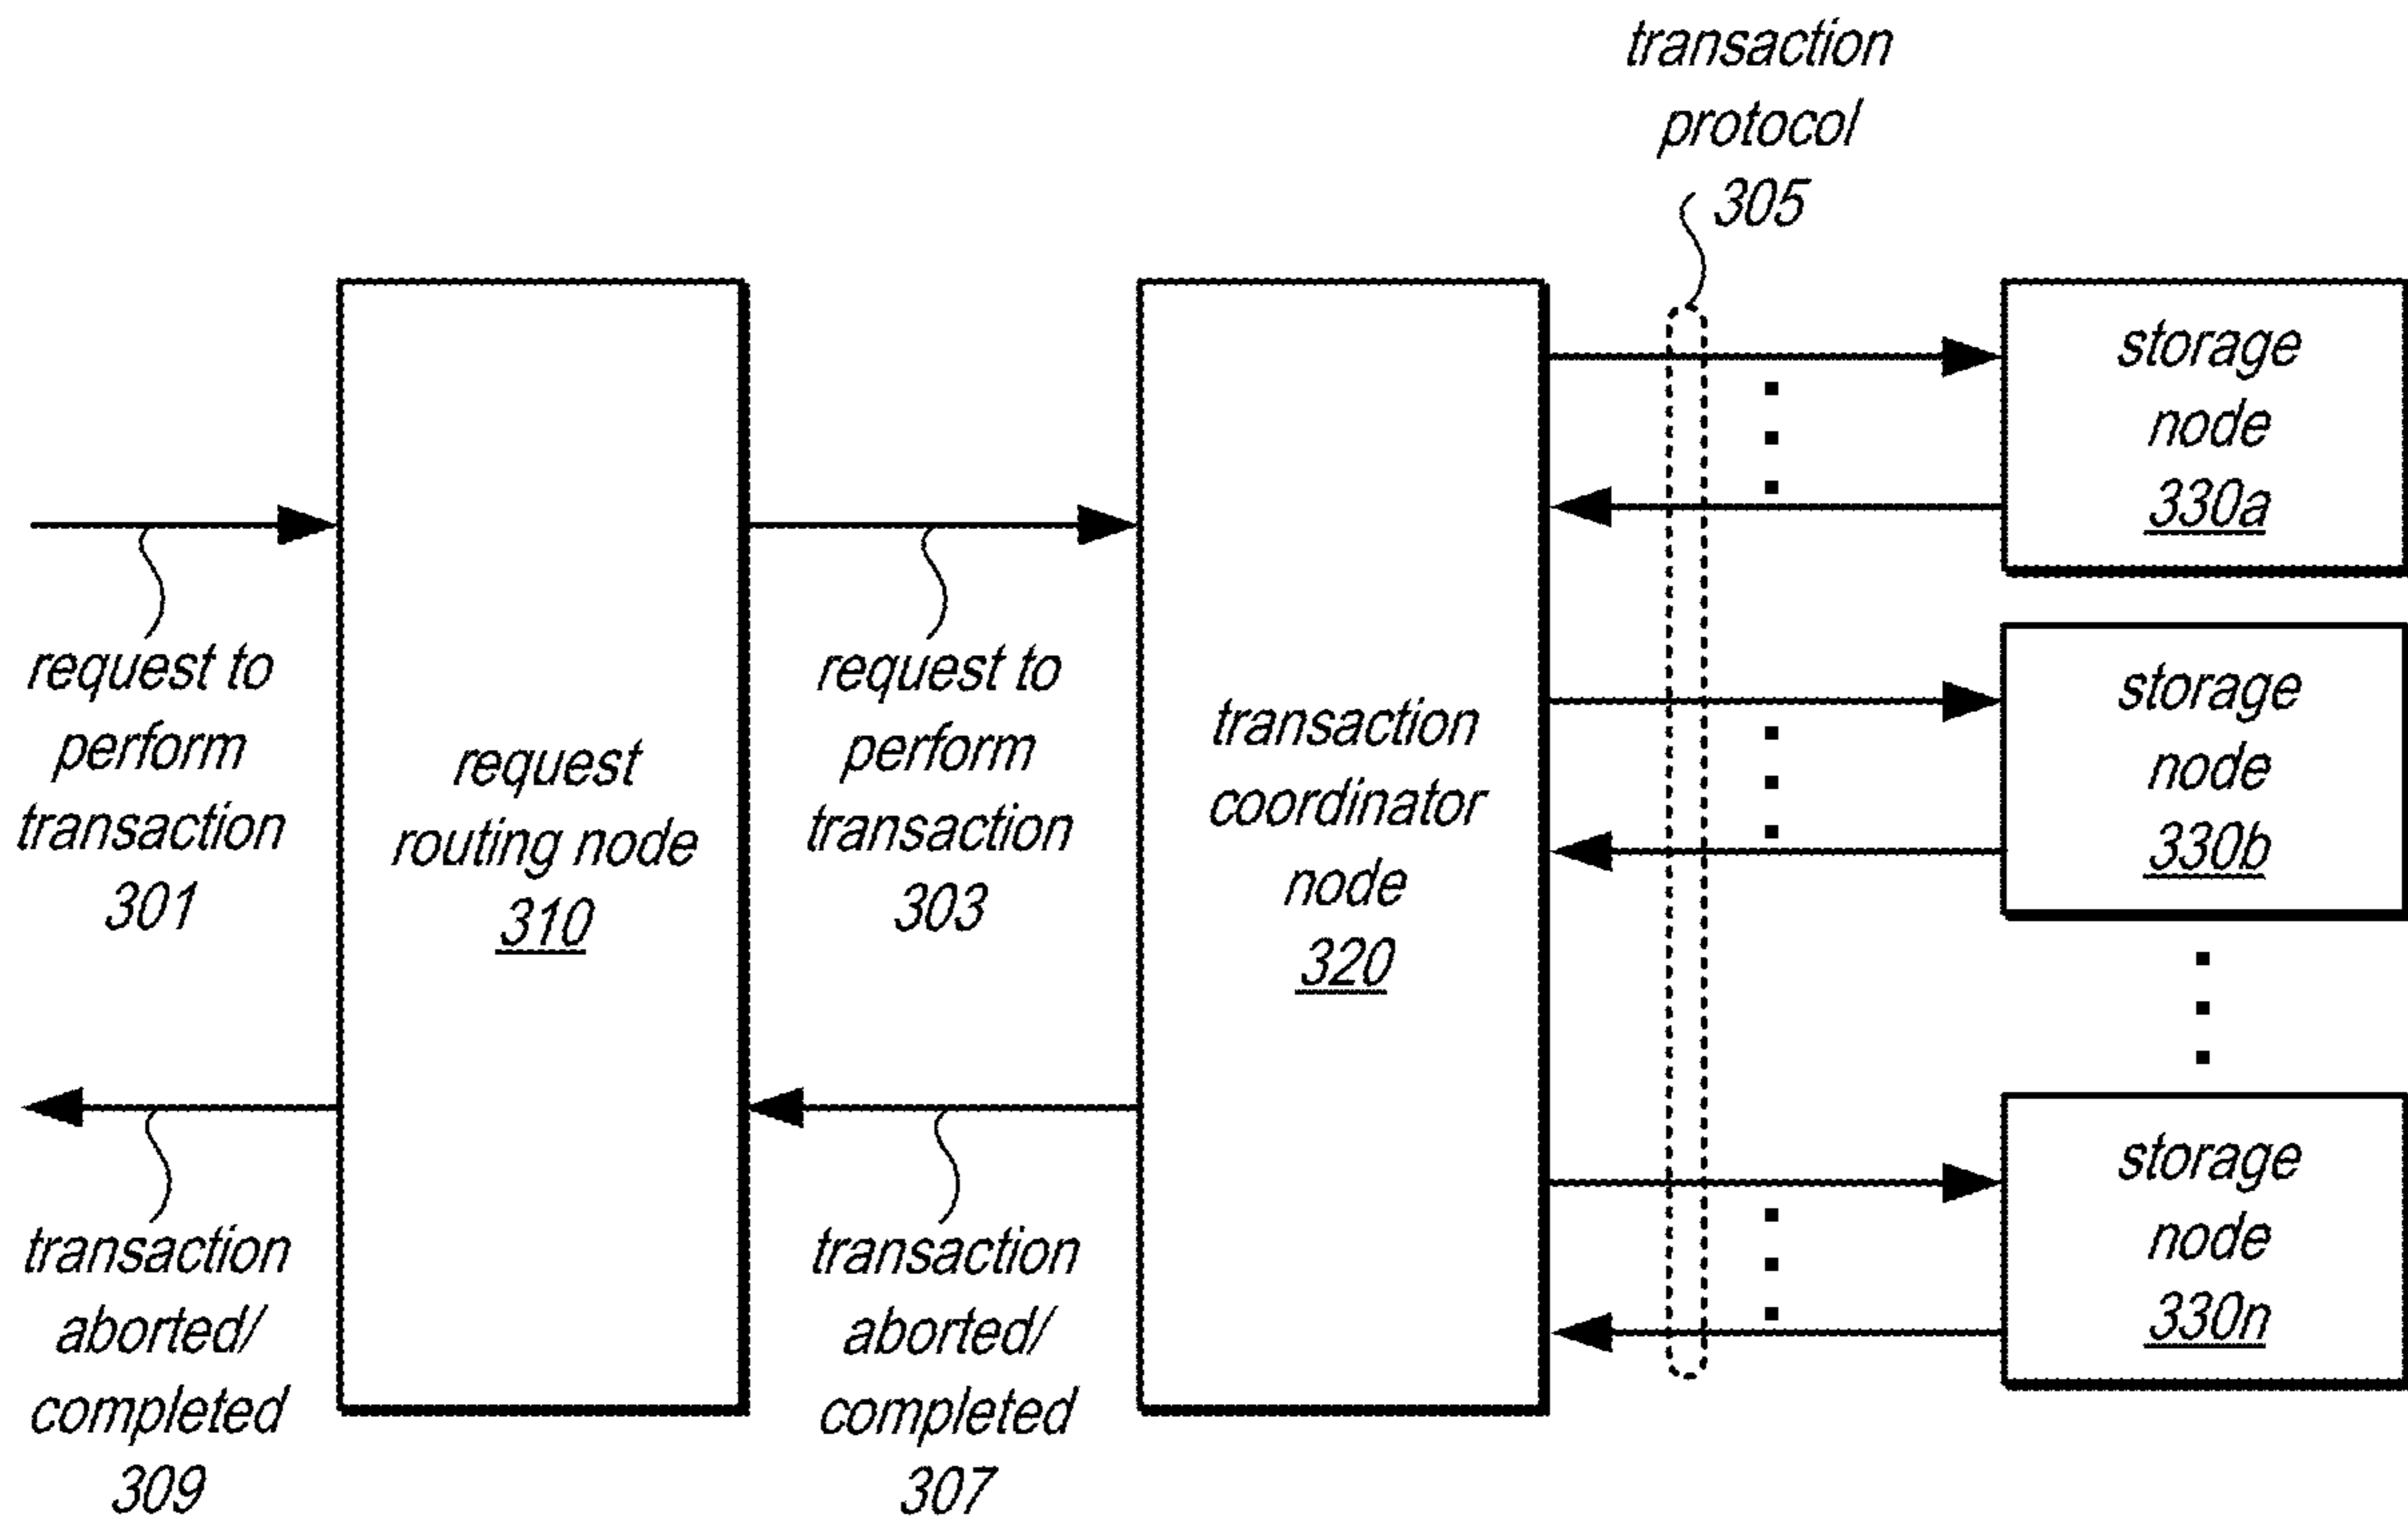 transaction
protocol
305
storage
node
330a
request to
perform
transaction
301
request
routing node
310
request to
perform
transaction
303
transaction
coordinator
node
320
storage
node
330b
transaction
aborted/
completed
309
transaction
aborted/
completed
307
storage
node
330n